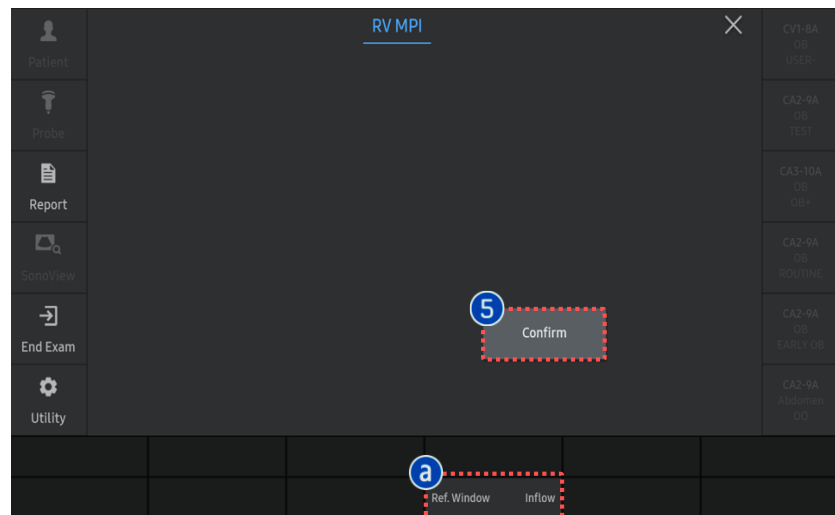 RV MPI
Patient
Probe
Report
SonoView
End Exam
Utility
5
Confirm
a
Ref. Window
Inflow
CV1-8A
OB
USER-
CA2-9A
OB
TEST
CA3-10A
OB
OB+
CA2-9A
OB
ROUTINE
CA2-9A
OB
EARLY OB
CA2-9A
Abdomen